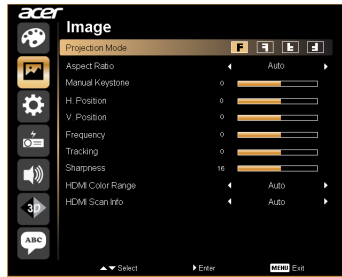 acer
Image
Projection Mode F F F F
Aspect Ratio Auto
Manual Keystone 0
H. Position 0
V. Position 0
Frequency 0
Tracking 0
Sharpness 16
HDMI Color Range Auto
HDMI Scan Info Auto
3D
ABC
Select Enter MENU Exit